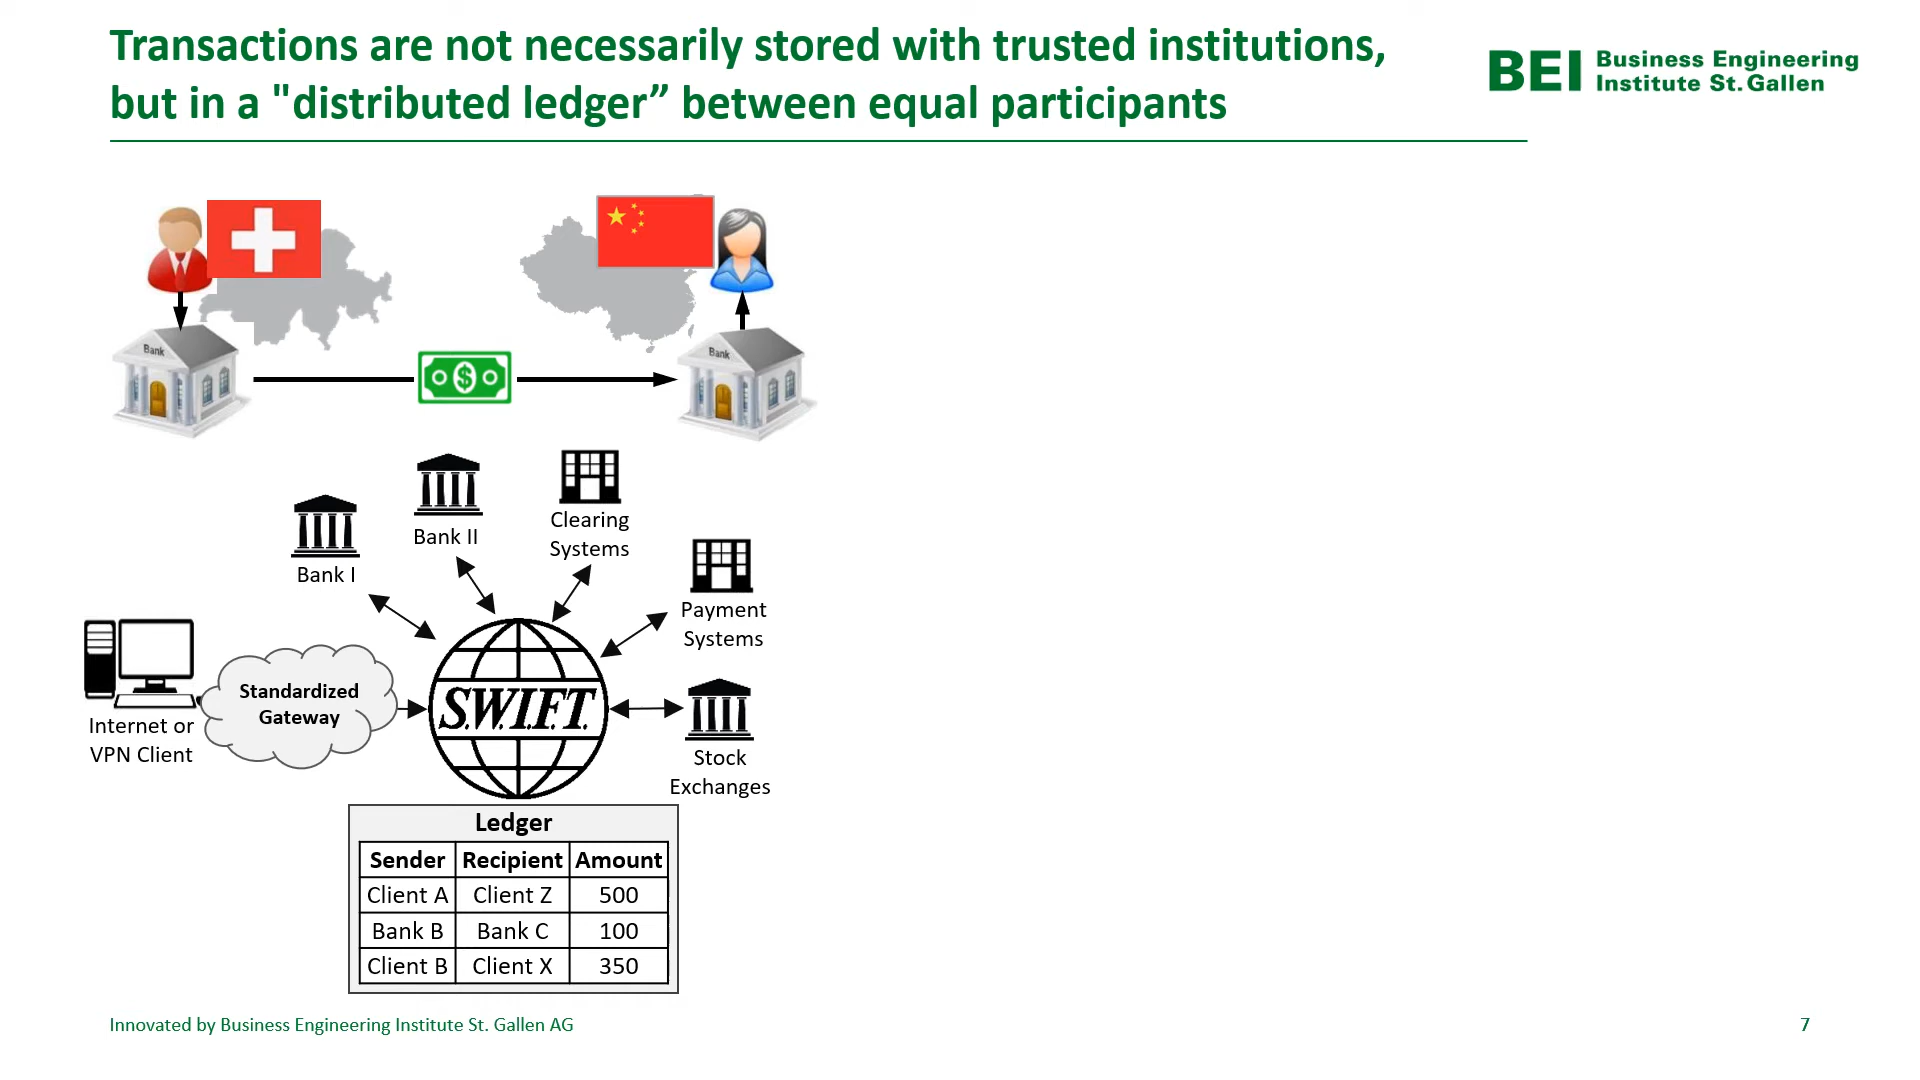 Transactions are not necessarily stored with trusted institutions,
but in a "distributed ledger” between equal participants
BEI Business Engineering
Institute St. Gallen
Bank
Bank
$
Bank I
Bank II
Clearing
Systems
Payment
Systems
Internet or
VPN Client
Standardized
Gateway
S.W.I.F.T.
Stock
Exchanges
Ledger
Sender Recipient Amount
Client A Client Z 500
Bank B Bank C 100
Client B Client X 350
Innovated by Business Engineering Institute St. Gallen AG
7